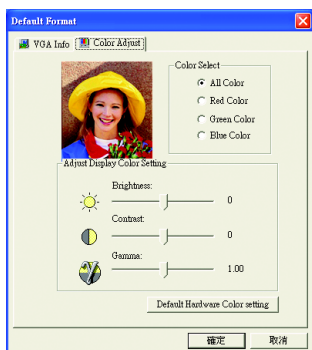 Default Format
VGA Info
Color Adjust
Color Select
All Color
Red Color
Green Color
Blue Color
Adjust Display Color Setting
Brightness:
0
Contrast:
0
Gamma:
1.00
Default Hardware Color setting
確定
取消